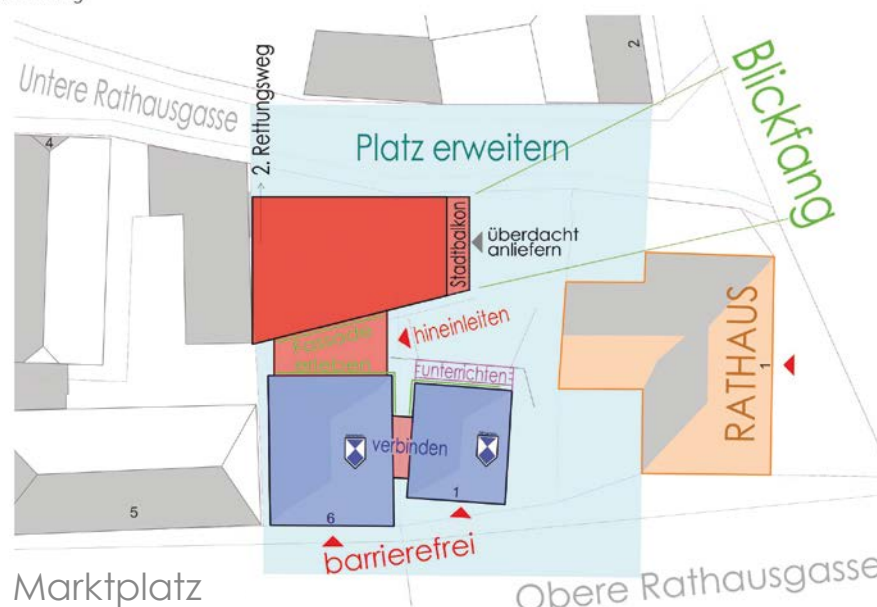 Untere Rathausgasse
2. Rettungsweg
2
Blickfang
4
Platz erweitern
Stadtbalkon
überdacht
anliefern
hineinleiten
unterrichten
RATHAUS
1
verbinden
5
6
1
barrierefrei
Marktplatz
Obere Rathausgasse